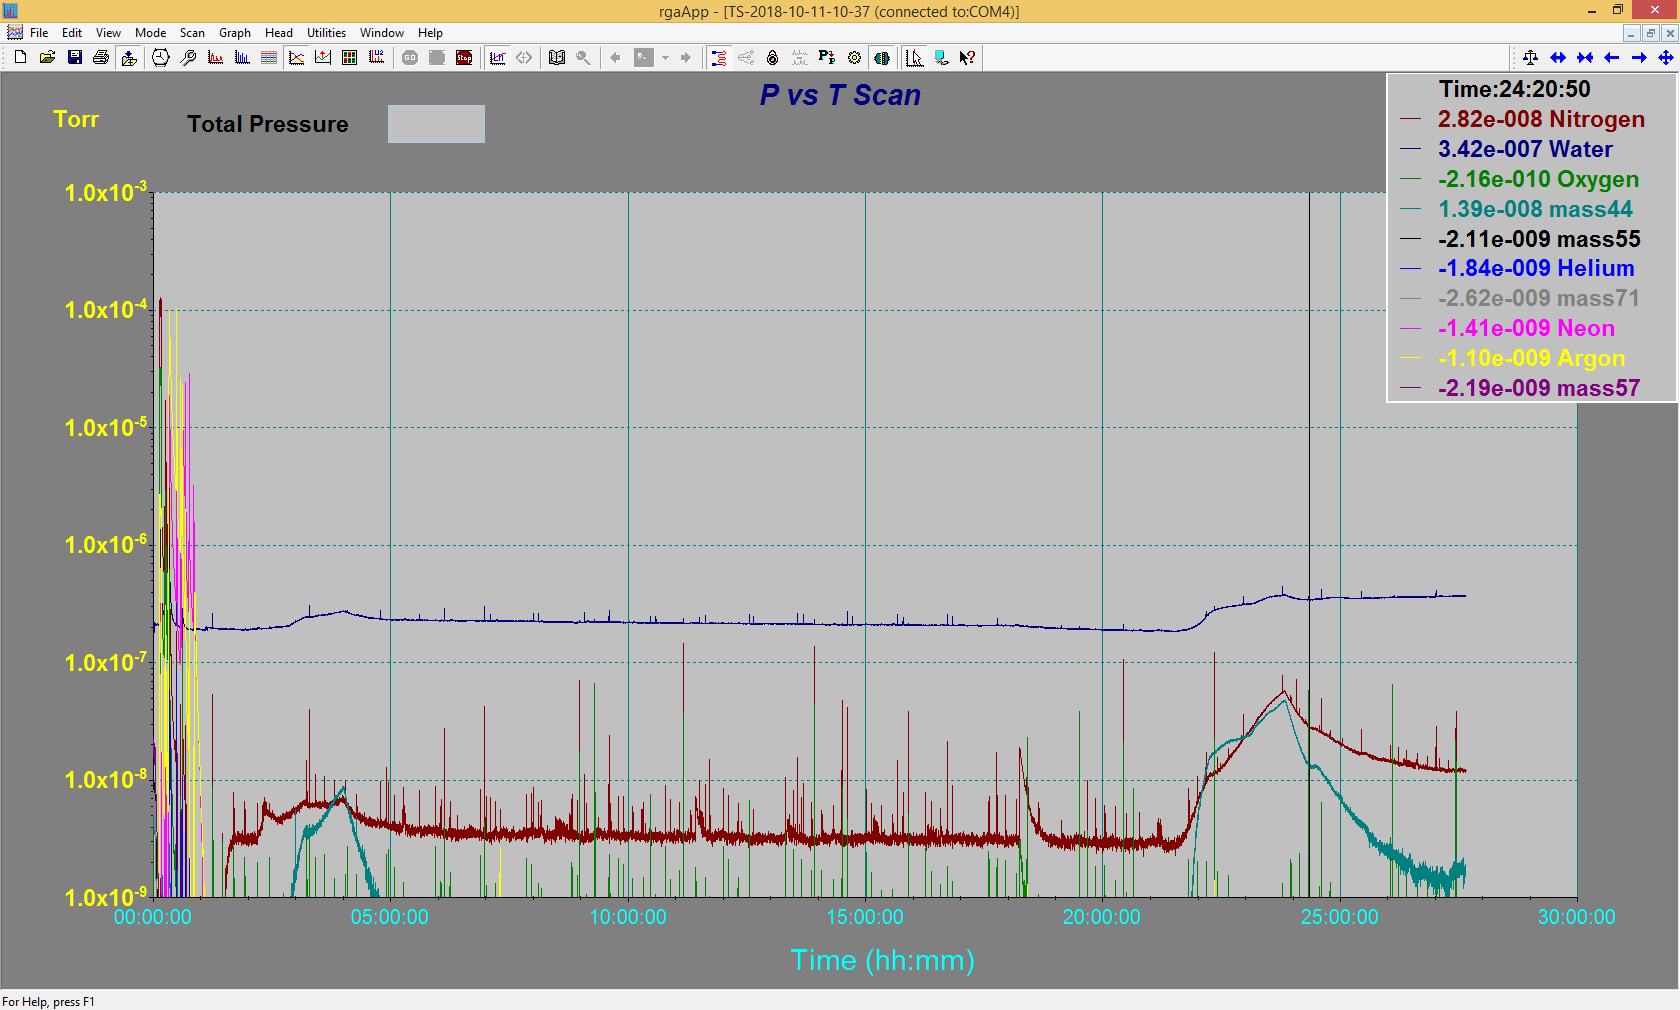 rgaApp - [TS-2018-10-11-10-37 (connected to:COM4)]
File Edit View Mode Scan Graph Head Utilities Window Help
GO Stop
P vs T Scan
Torr
Total Pressure
Time:24:20:50
2.82e-008 Nitrogen
3.42e-007 Water
-2.16e-010 Oxygen
1.39e-008 mass44
-2.11e-009 mass55
-1.84e-009 Helium
-2.62e-009 mass71
-1.41e-009 Neon
-1.10e-009 Argon
-2.19e-009 mass57
1.0x10-3
1.0x10-4
1.0x10-5
1.0x10-6
1.0x10-7
1.0x10-8
1.0x10-9
00:00:00 05:00:00 10:00:00 15:00:00 20:00:00 25:00:00 30:00:00
Time (hh:mm)
For Help, press F1